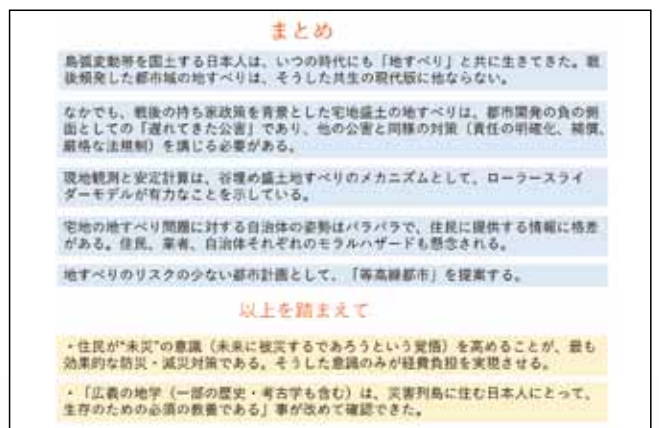 まとめ
島弧変動帯を国土する日本人は、いつの時代にも「地すべり」と共に生きてきた。戦
後頻発した都市域の地すべりは、そうした共生の現代版に他ならない。
なかでも、戦後の持ち家政策を背景とした宅地盛土の地すべりは、都市開発の負の側
面としての「遅れてきた公害」であり、他の公害と同様の対策（責任の明確化、補償、
厳格な法規制）を講じる必要がある。
現地観測と安定計算は、谷埋め盛土地すべりのメカニズムとして、ローラースライ
ダーモデルが有力なことを示している。
宅地の地すべり問題に対する自治体の姿勢はバラバラで、住民に提供する情報に格差
がある。住民、業者、自治体それぞれのモラルハザードも懸念される。
地すべりのリスクの少ない都市計画として、「等高線都市」を提案する。
以上を踏まえて
・住民が“未災”の意識（未来に被災するであろうという覚悟）を高めることが、最も
効果的な防災・減災対策である。そうした意識のみが経費負担を実現させる。
・「広義の地学（一部の歴史・考古学も含む）は、災害列島に住む日本人にとって、
生存のための必須の教養である」事が改めて確認できた。